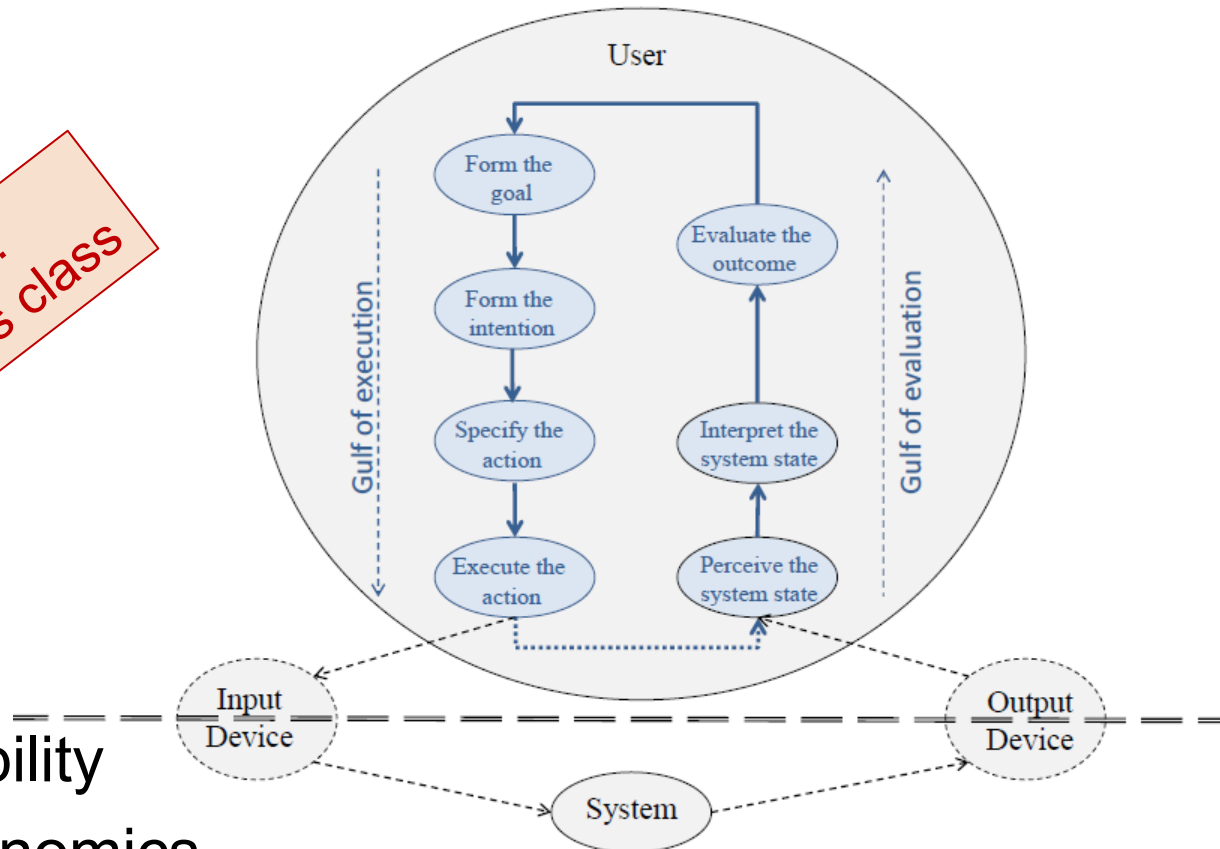 User
Form the
goal
Evaluate the
outcome
Form the
intention
Gulf of execution
Gulf of evaluation
Specify the
action
Interpret the
system state
Execute the
action
Perceive the
system state
s class
Input
Device
Output
Device
System